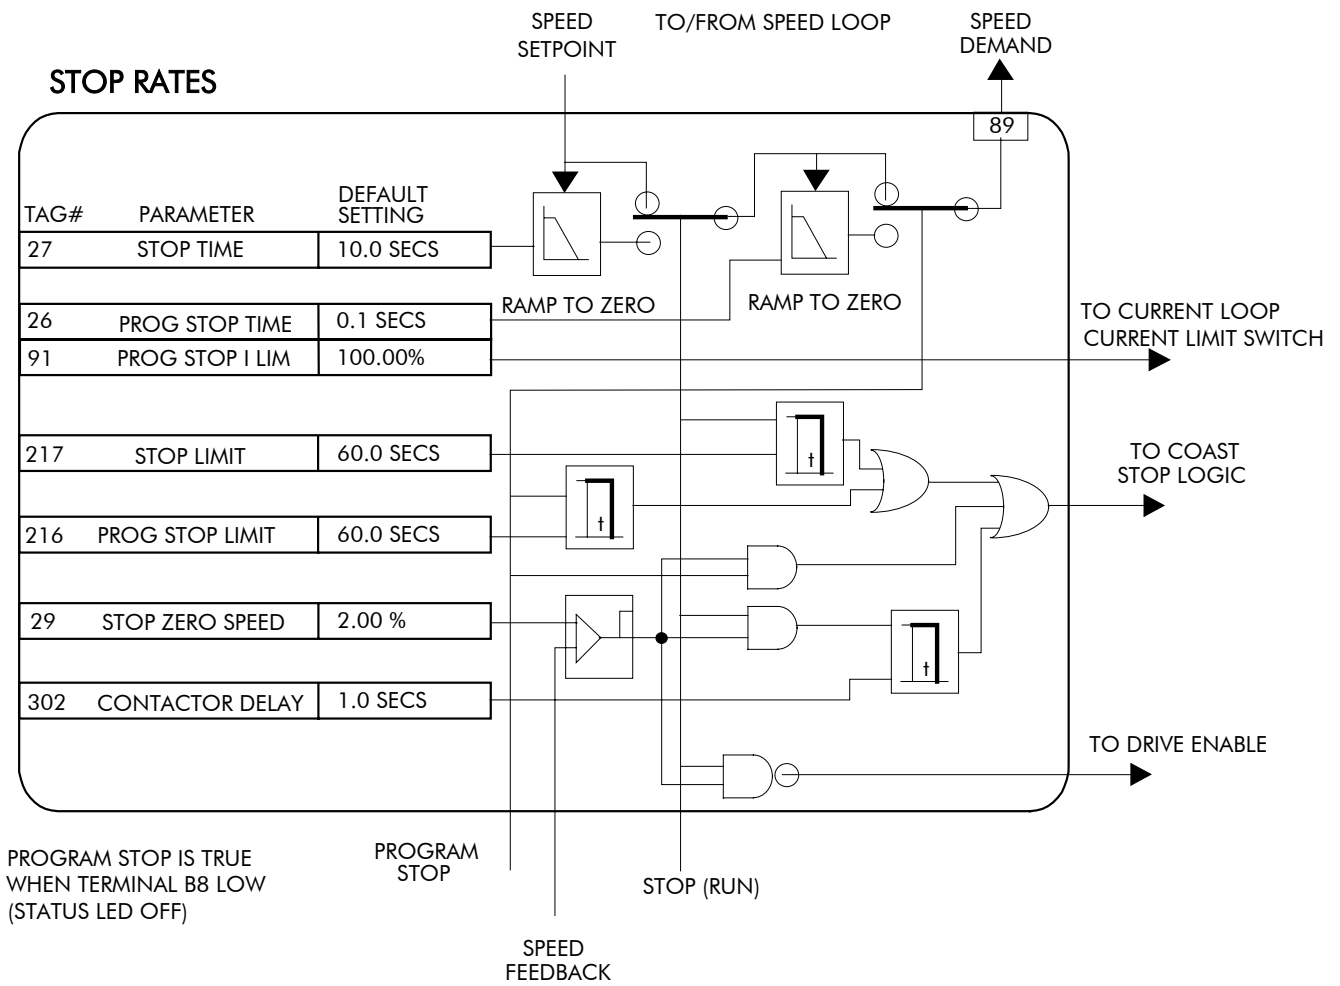 SPEED
SETPOINT
TO/FROM SPEED LOOP
SPEED
DEMAND
STOP RATES
89
TAG#
PARAMETER
DEFAULT
SETTING
27 STOP TIME 10.0 SECS
RAMP TO ZERO
RAMP TO ZERO
26 PROG STOP TIME 0.1 SECS
91 PROG STOP I LIM 100.00%
TO CURRENT LOOP
CURRENT LIMIT SWITCH
217 STOP LIMIT 60.0 SECS
t
TO COAST
STOP LOGIC
216 PROG STOP LIMIT 60.0 SECS
t
29 STOP ZERO SPEED 2.00 %
t
302 CONTACTOR DELAY 1.0 SECS
TO DRIVE ENABLE
PROGRAM STOP IS TRUE
WHEN TERMINAL B8 LOW
(STATUS LED OFF)
PROGRAM
STOP
STOP (RUN)
SPEED
FEEDBACK